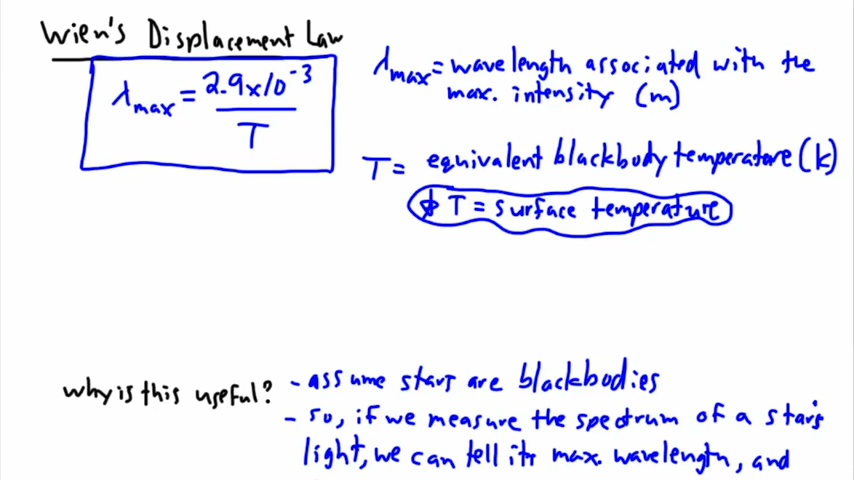 Wien's Displacement Law
λmax = 2.9x10^-3 / T
λmax = wavelength associated with the
max. intensity (m)
T = equivalent blackbody temperature (k)
* T = surface temperature
why is this useful? - assume stars are blackbodies
- so, if we measure the spectrum of a star's
light, we can tell its max. wavelength, and